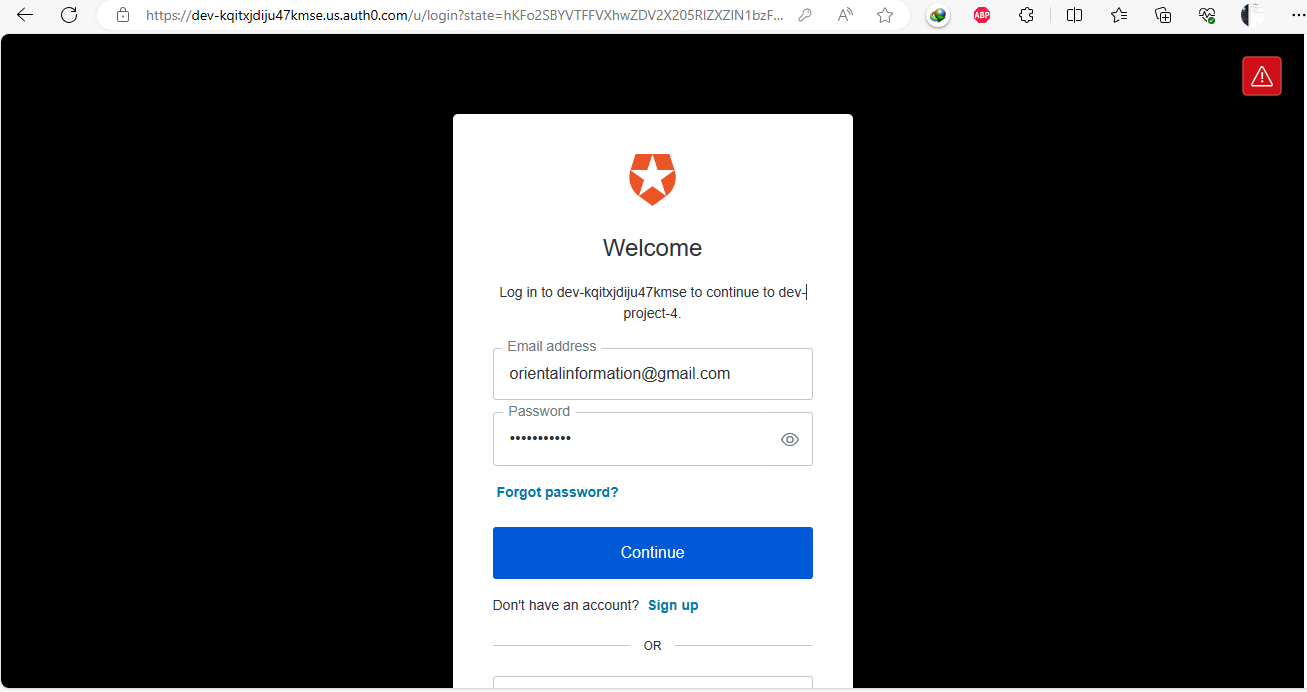 https://dev-kqitxjdiju47kmse.us.auth0.com/u/login?state=hKFo2SBYVTFFVXhwZDV2X205RlZXZlN1bzF...
ABP
Welcome
Log in to dev-kqitxjdiju47kmse to continue to dev-
project-4.
Email address
orientalinformation@gmail.com
Password
•••••••••••
Forgot password?
Continue
Don't have an account? Sign up
OR